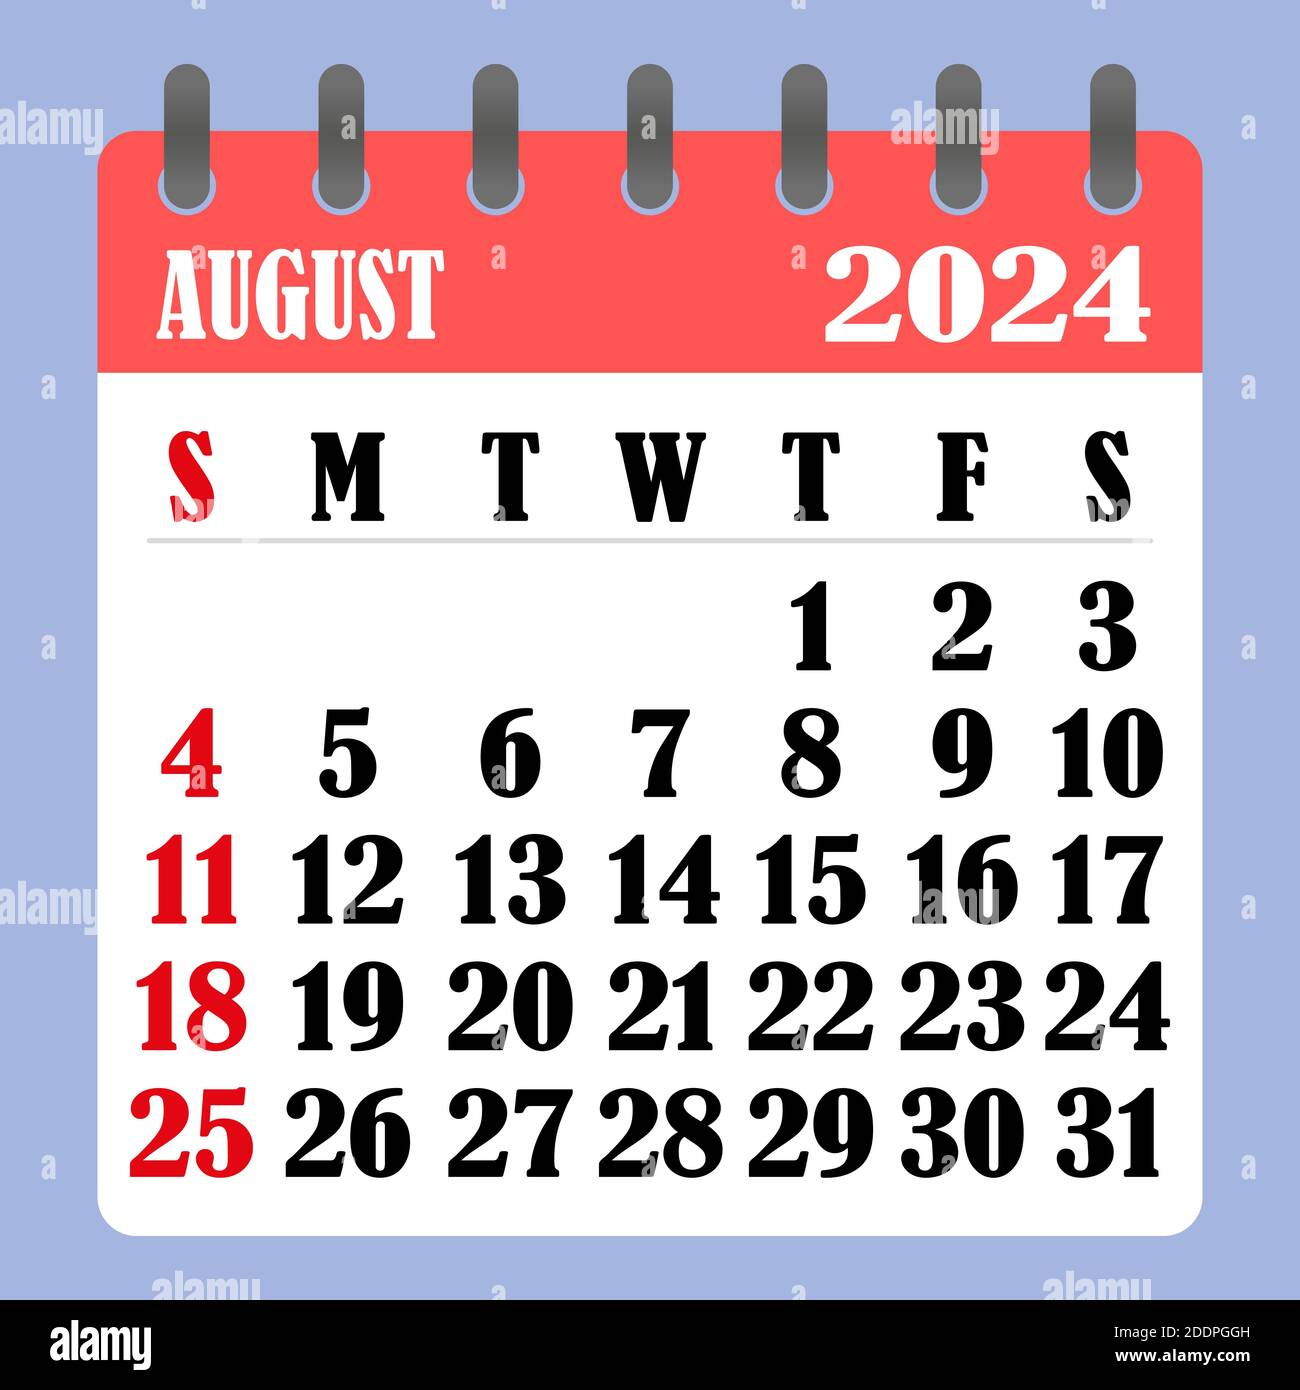 AUGUST 2024
S M T W T F S
1 2 3
4 5 6 7 8 9 10
11 12 13 14 15 16 17
18 19 20 21 22 23 24
25 26 27 28 29 30 31
alamy
Image ID: 2DDPGGH
www.alamy.com